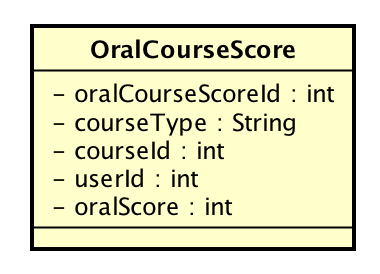 OralCourseScore
- oralCourseScoreId : int
- courseType : String
- courseId : int
- userId : int
- oralScore : int